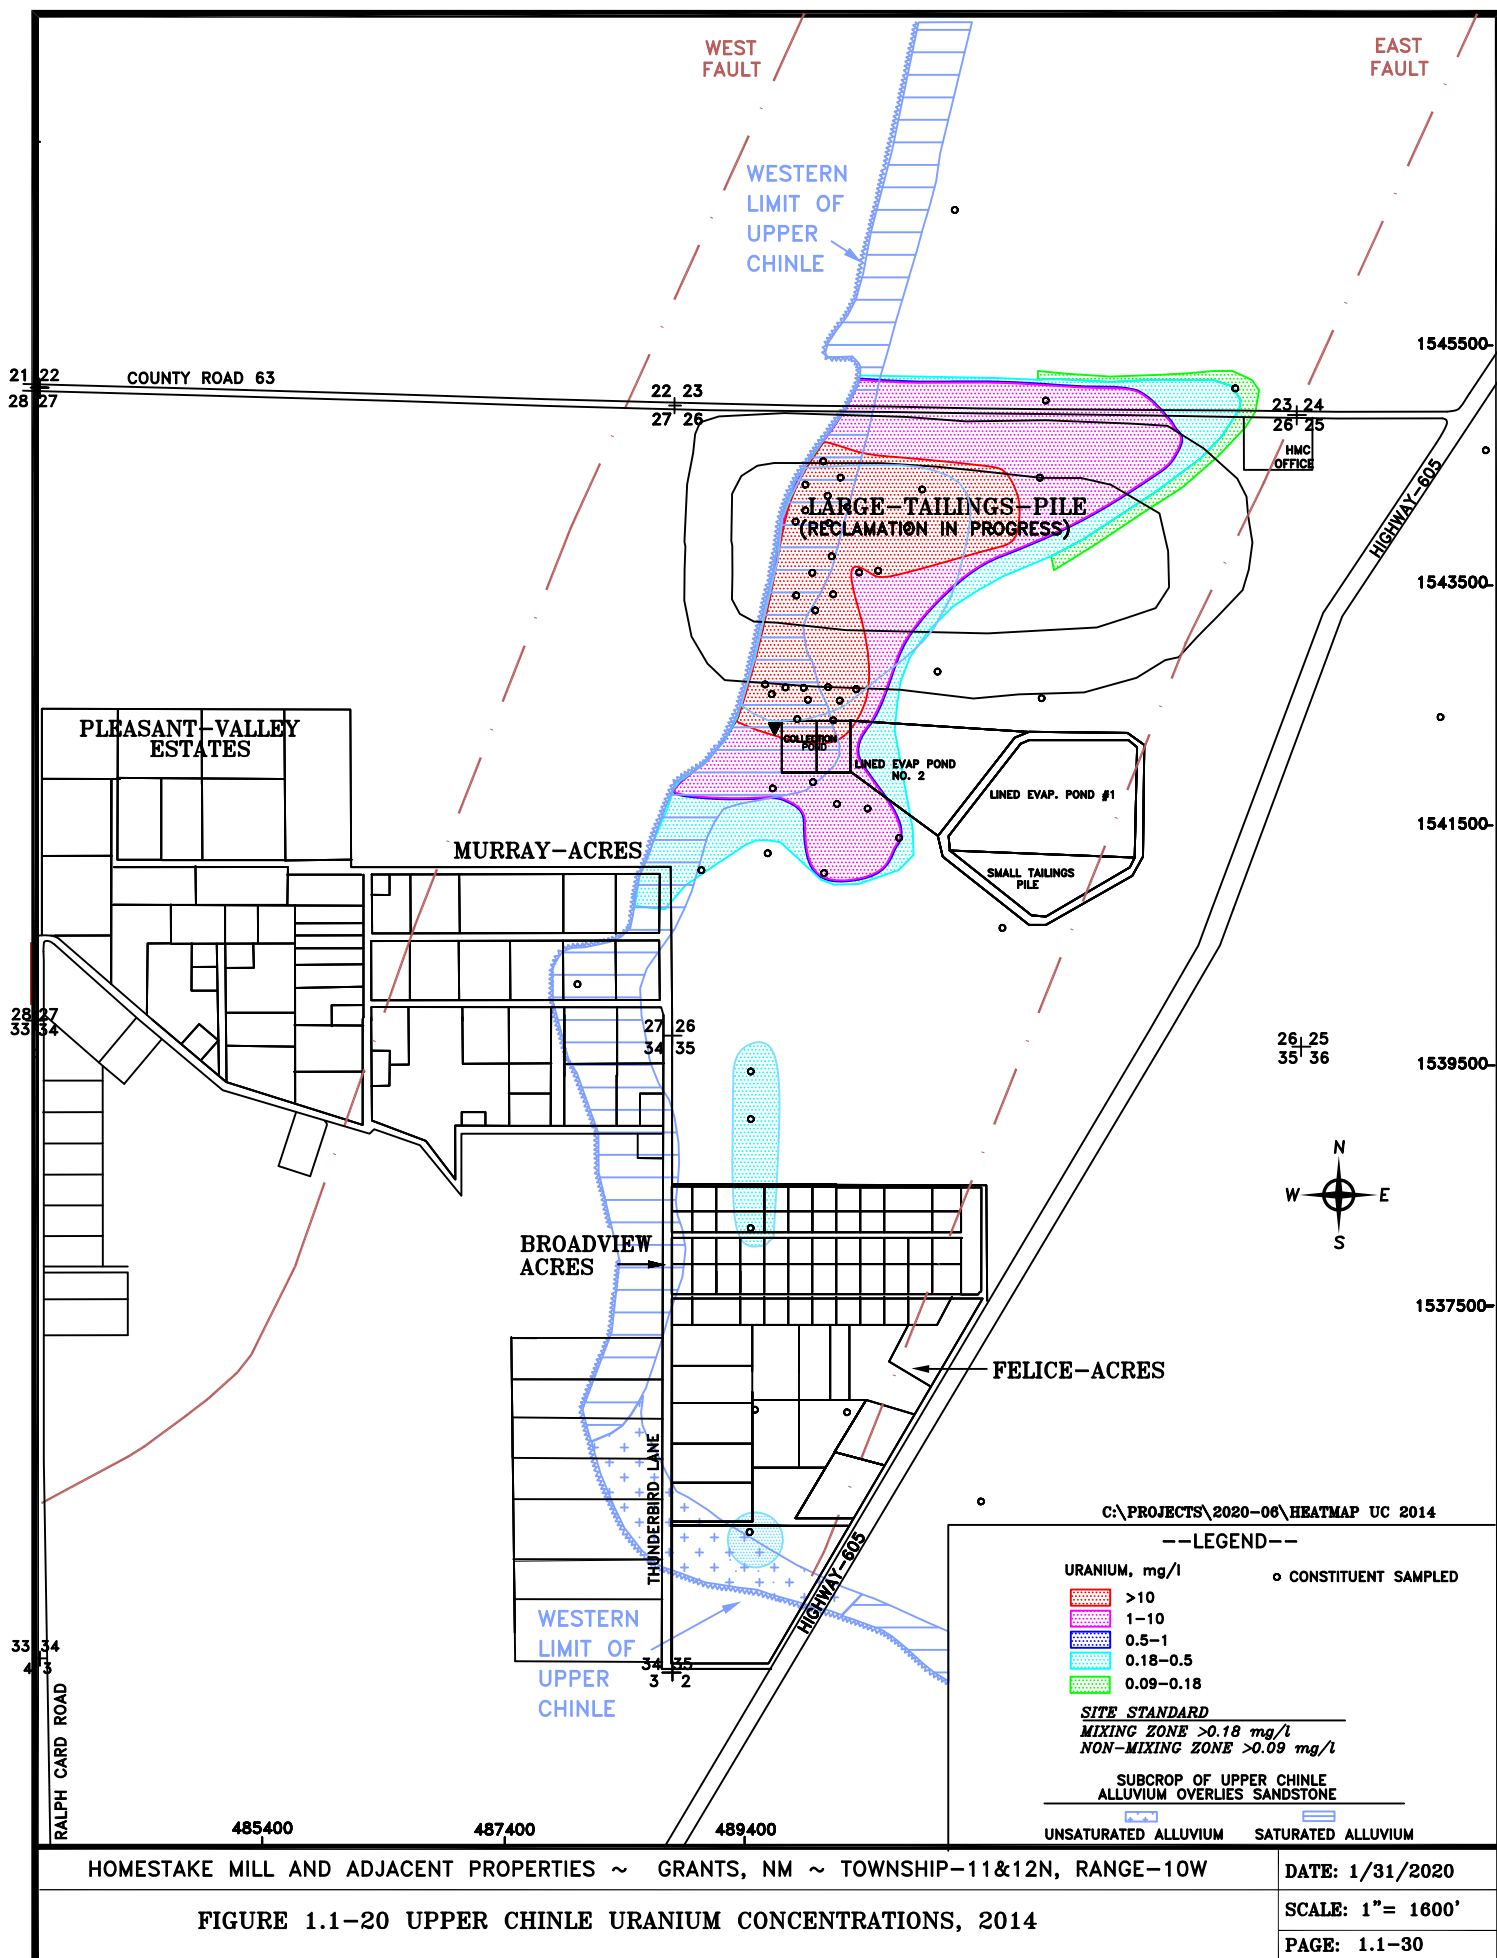 WEST
FAULT
EAST
FAULT
WESTERN
LIMIT OF
UPPER
CHINLE
1545500
21 22
28 27
COUNTY ROAD 63
22 23
27 26
23 24
26 25
HMC
OFFICE
HIGHWAY-605
LARGE-TAILINGS-PILE
(RECLAMATION IN PROGRESS)
1543500
PLEASANT-VALLEY
ESTATES
COLLECTION
POND
LINED EVAP POND
NO. 2
LINED EVAP. POND #1
1541500
MURRAY-ACRES
SMALL TAILINGS
PILE
28 27
33 34
27 26
34 35
26 25
35 36
1539500
N
W E
S
BROADVIEW
ACRES
1537500
FELICE-ACRES
THUNDERBIRD LANE
HIGHWAY-605
WESTERN
LIMIT OF
UPPER
CHINLE
33 34
4 3
34 35
3 2
RALPH CARD ROAD
485400
487400
489400
C:\PROJECTS\2020-06\HEATMAP UC 2014
--LEGEND--
URANIUM, mg/l
CONSTITUENT SAMPLED
>10
1-10
0.5-1
0.18-0.5
0.09-0.18
SITE STANDARD
MIXING ZONE >0.18 mg/l
NON-MIXING ZONE >0.09 mg/l
SUBCROP OF UPPER CHINLE
ALLUVIUM OVERLIES SANDSTONE
UNSATURATED ALLUVIUM
SATURATED ALLUVIUM
HOMESTAKE MILL AND ADJACENT PROPERTIES ~ GRANTS, NM ~ TOWNSHIP-11&12N, RANGE-10W
DATE: 1/31/2020
FIGURE 1.1-20 UPPER CHINLE URANIUM CONCENTRATIONS, 2014
SCALE: 1"= 1600'
PAGE: 1.1-30